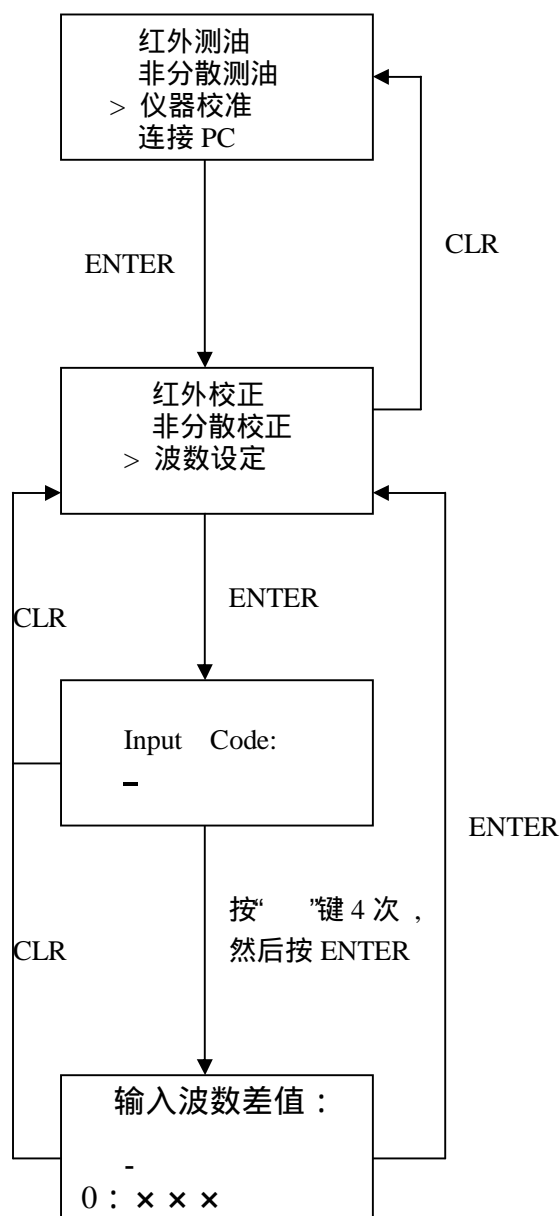 红外测油
非分散测油
> 仪器校准
连接 PC
CLR
ENTER
红外校正
非分散校正
> 波数设定
ENTER
CLR
Input Code:
-
ENTER
按“ ”键 4 次，
然后按 ENTER
CLR
输入波数差值：
-
0：×××